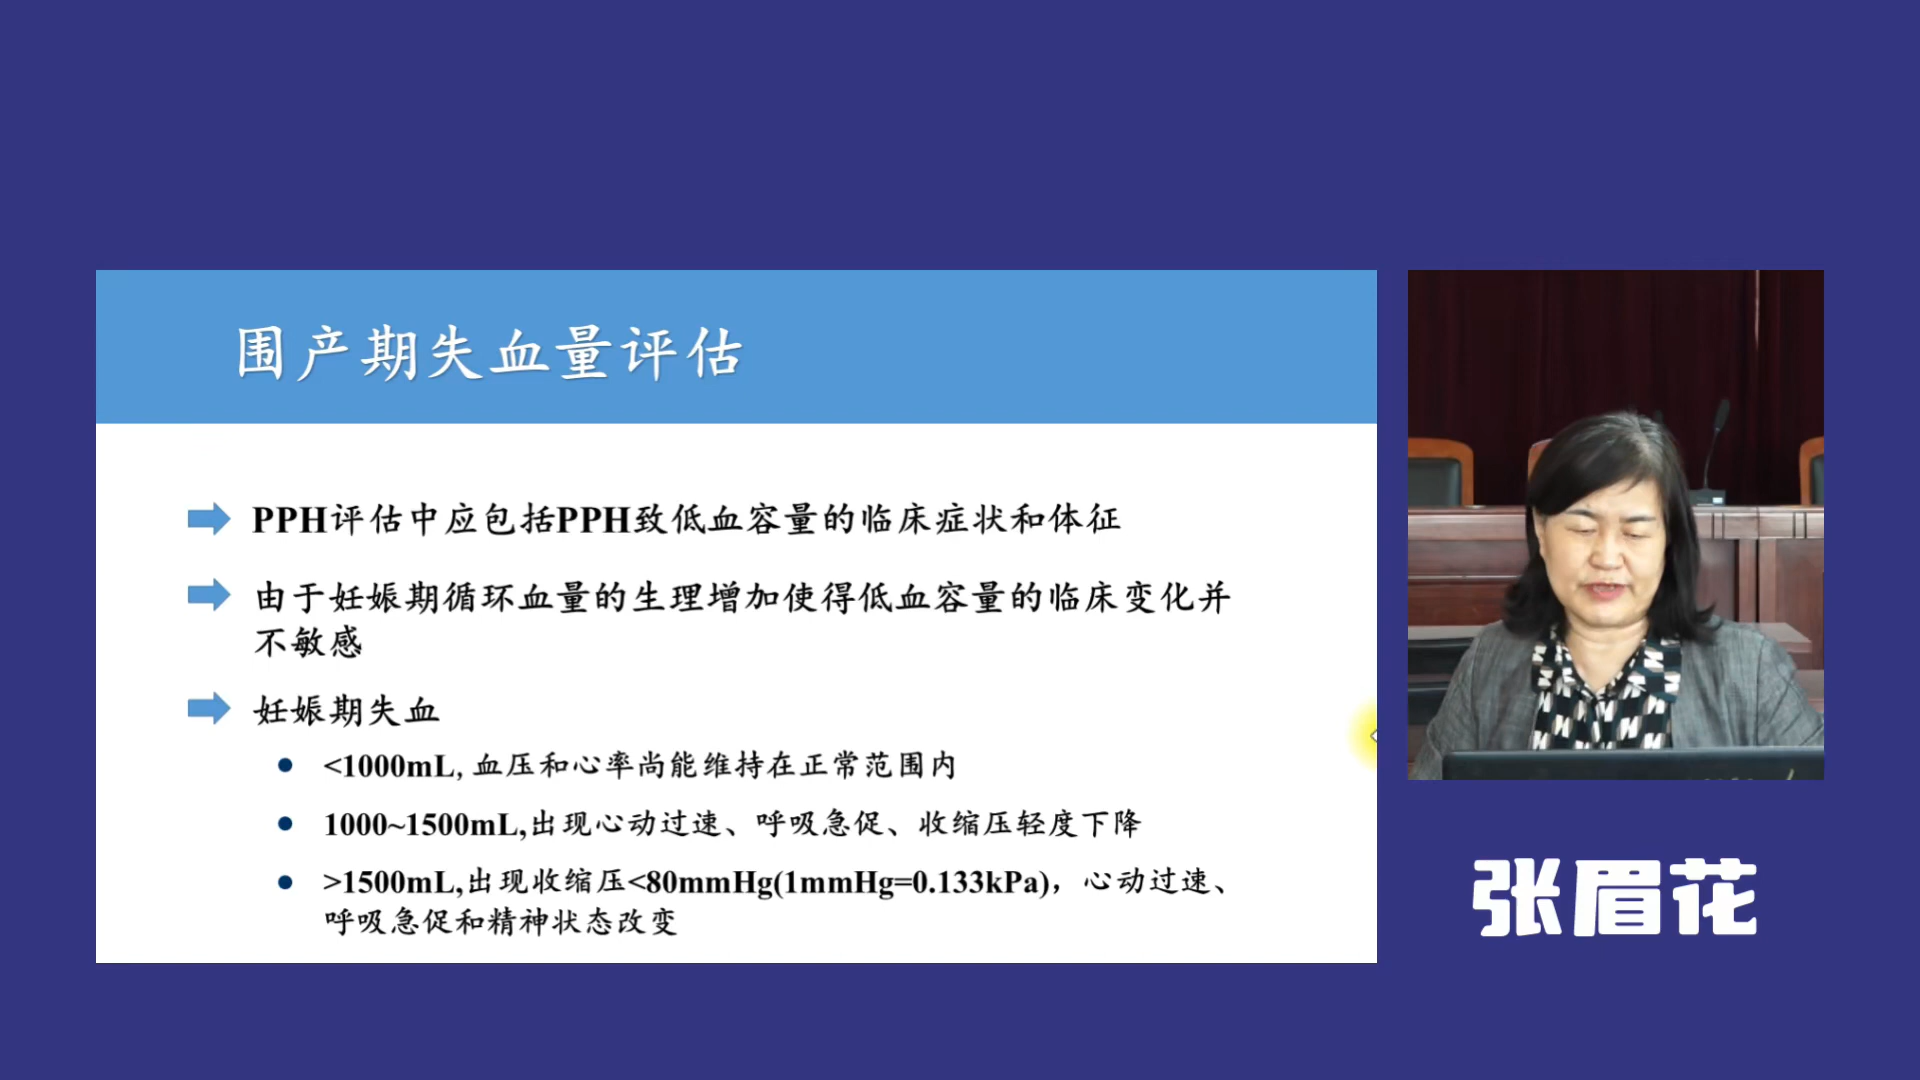 围产期失血量评估
PPH评估中应包括PPH致低血容量的临床症状和体征
由于妊娠期循环血量的生理增加使得低血容量的临床变化并
不敏感
妊娠期失血
<1000mL,血压和心率尚能维持在正常范围内
1000~1500mL,出现心动过速、呼吸急促、收缩压轻度下降
>1500mL,出现收缩压<80mmHg(1mmHg=0.133kPa)，心动过速、
呼吸急促和精神状态改变
张眉花